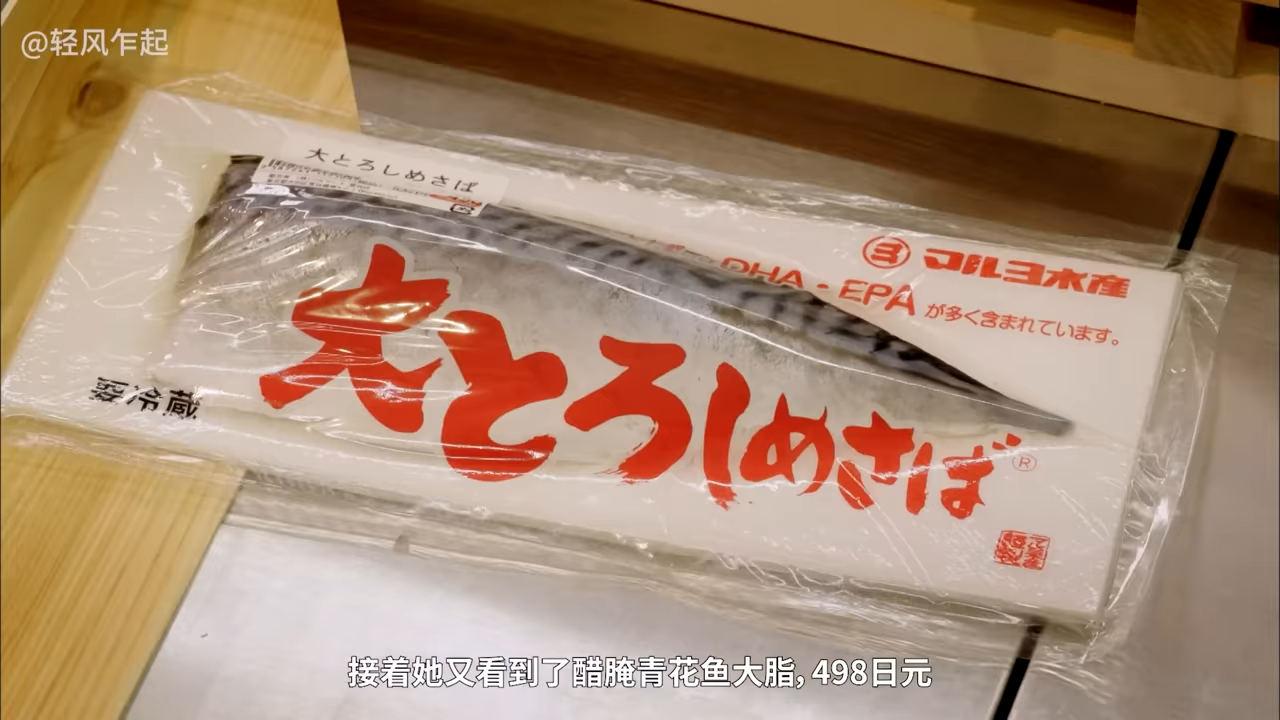 @轻风乍起
大とろしめさば
マルヨ水産
DHA・EPA が多く含まれています。
大とろしめさば®
要冷蔵
接着她又看到了醋腌青花鱼大脂, 498日元